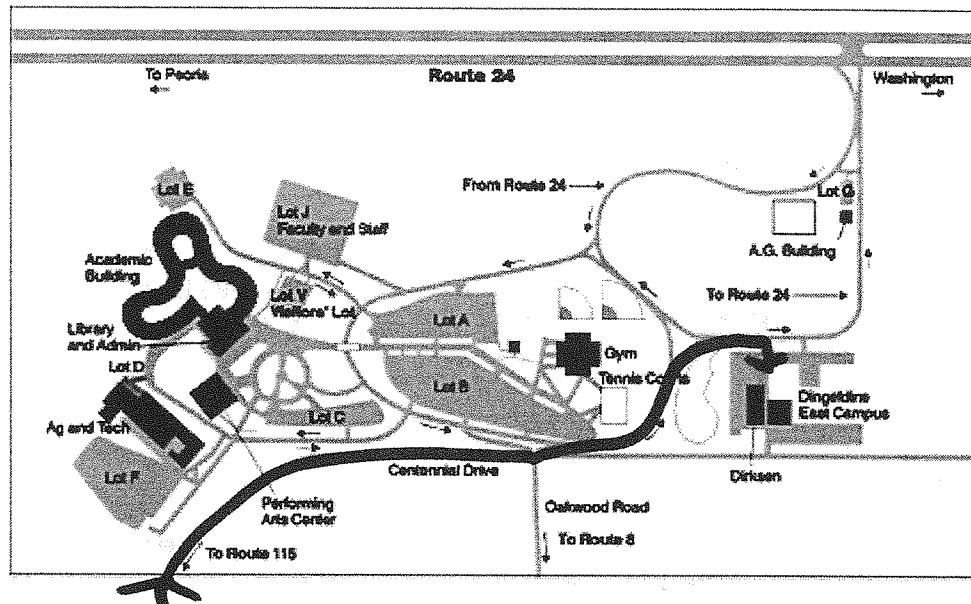 To Peoria
Route 24
Washington
Lot E
Lot J
Faculty and Staff
From Route 24
Lot G
A.G. Building
Academic
Building
Lot V
Visitors' Lot
To Route 24
Library
and Admin
Lot A
Gym
Lot D
Lot B
Tennis Courts
Dingeldine
East Campus
Lot C
Ag and Tech
Lot F
Centennial Drive
Dirksen
Performing
Arts Center
Oakwood Road
To Route 8
To Route 115